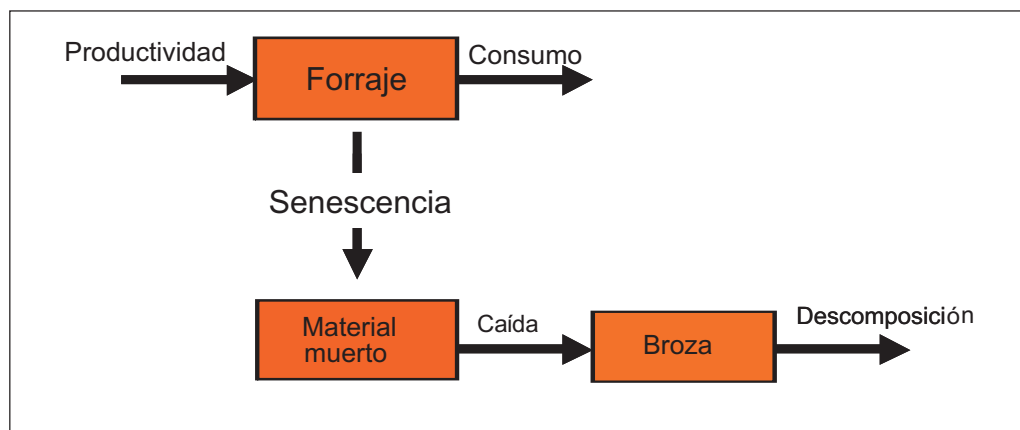 Productividad
Forraje
Consumo
Senescencia
Material
muerto
Caída
Broza
Descomposición